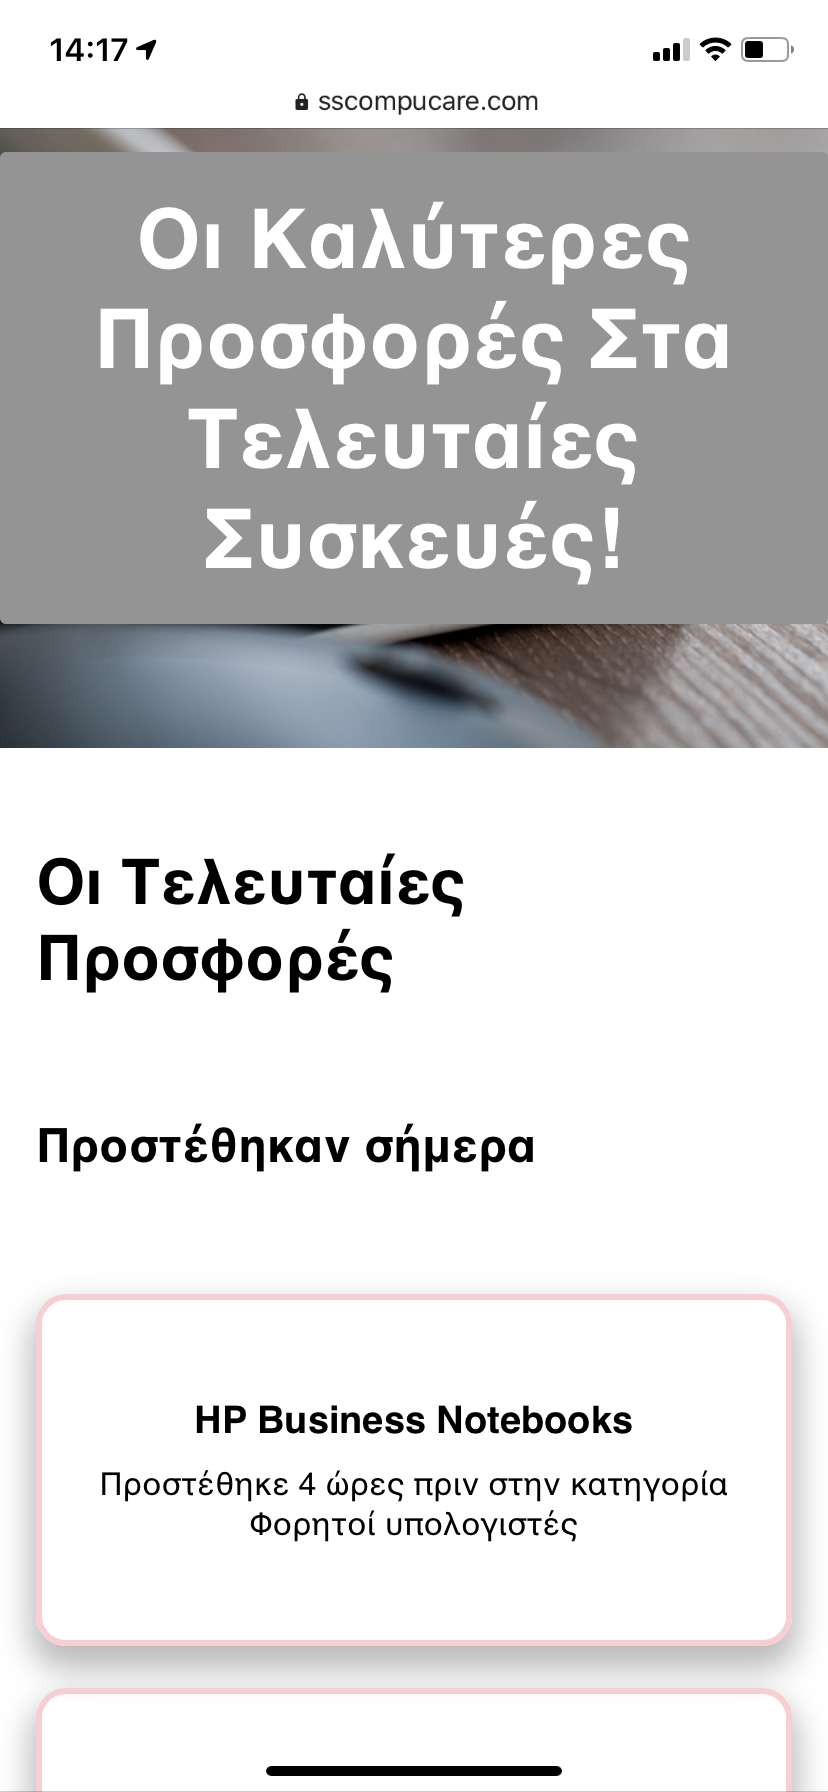 14:17
sscompucare.com
Οι Καλύτερες
Προσφορές Στα
Τελευταίες
Συσκευές!
Οι Τελευταίες
Προσφορές
Προστέθηκαν σήμερα
HP Business Notebooks
Προστέθηκε 4 ώρες πριν στην κατηγορία
Φορητοί υπολογιστές